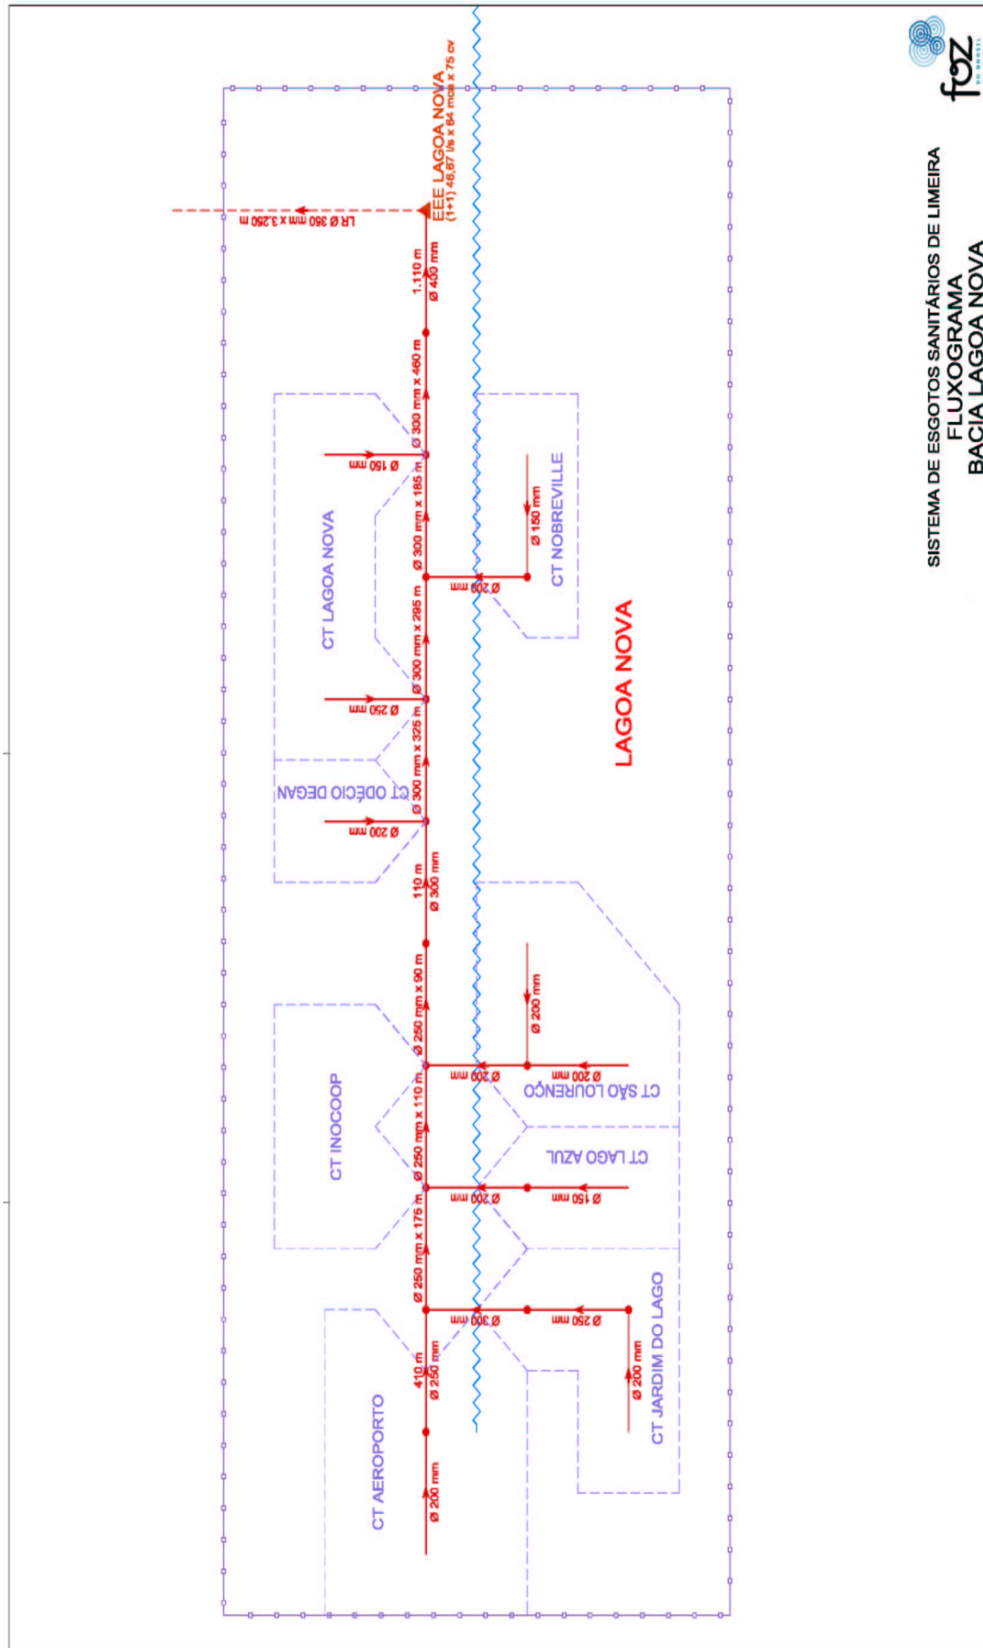 foz
DO BRASIL
SISTEMA DE ESGOTOS SANITÁRIOS DE LIMEIRA
FLUXOGRAMA
BACIA LAGOA NOVA
EEE LAGOA NOVA
(1+1) 46,67 l/s x 64 mca x 75 cv
LR Ø 350 mm x 3.250 m
1.110 m
Ø 400 mm
Ø 300 mm x 460 m
Ø 150 mm
Ø 300 mm x 185 m
CT LAGOA NOVA
Ø 150 mm
CT NOBREVILLE
Ø 200 mm
Ø 300 mm x 295 m
Ø 250 mm
LAGOA NOVA
Ø 300 mm x 325 m
CT ODÉCIO DEGAN
Ø 200 mm
110 m
Ø 300 mm
Ø 250 mm x 90 m
Ø 200 mm
Ø 200 mm
Ø 200 mm
CT SÃO LOURENÇO
CT INOCOOP
Ø 250 mm x 110 m
CT LAGO AZUL
Ø 200 mm
Ø 150 mm
Ø 250 mm x 175 m
Ø 300 mm
Ø 250 mm
CT JARDIM DO LAGO
Ø 200 mm
410 m
Ø 250 mm
CT AEROPORTO
Ø 200 mm